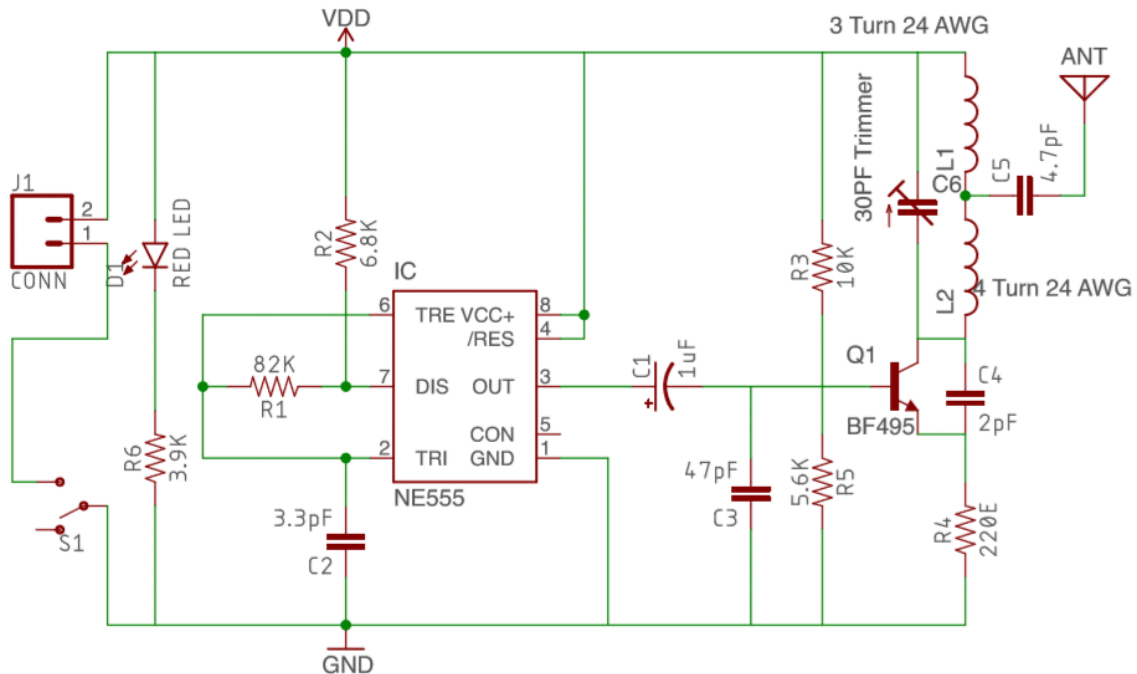 VDD
3 Turn 24 AWG
ANT
J1
2
1
CONN
D1
RED LED
R2
6.8K
IC
6
TRE
VCC+
8
/RES
4
82K
R1
7
DIS
OUT
3
CON
5
2
TRI
GND
1
NE555
C1
1uF
+
R3
10K
30PF Trimmer
C6
L1
C5
4.7pF
L2
4 Turn 24 AWG
Q1
BF495
C4
2pF
R6
3.9K
S1
3.3pF
C2
47pF
C3
5.6K
R5
R4
220E
GND